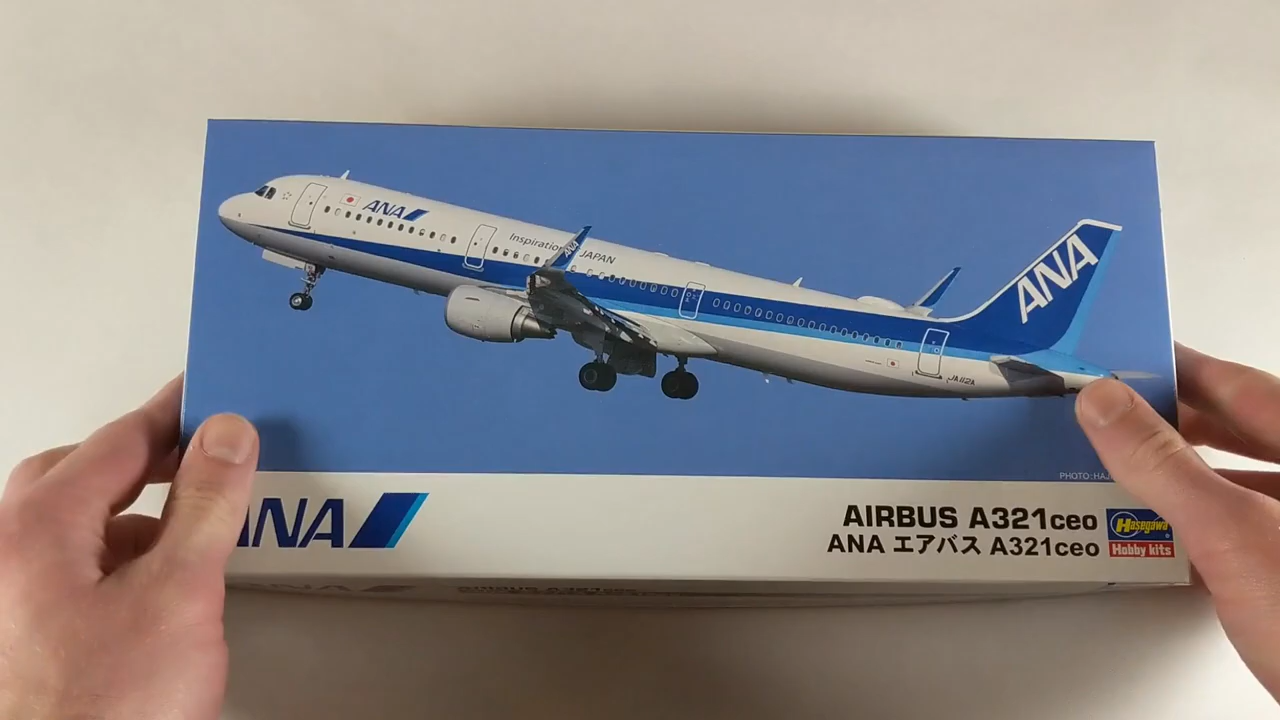 ANA
Inspiration JAPAN
ANA
ANA
JA112A
PHOTO:HAJ
ANA
AIRBUS A321ceo
ANA エアバス A321ceo
Hasegawa
Hobby kits